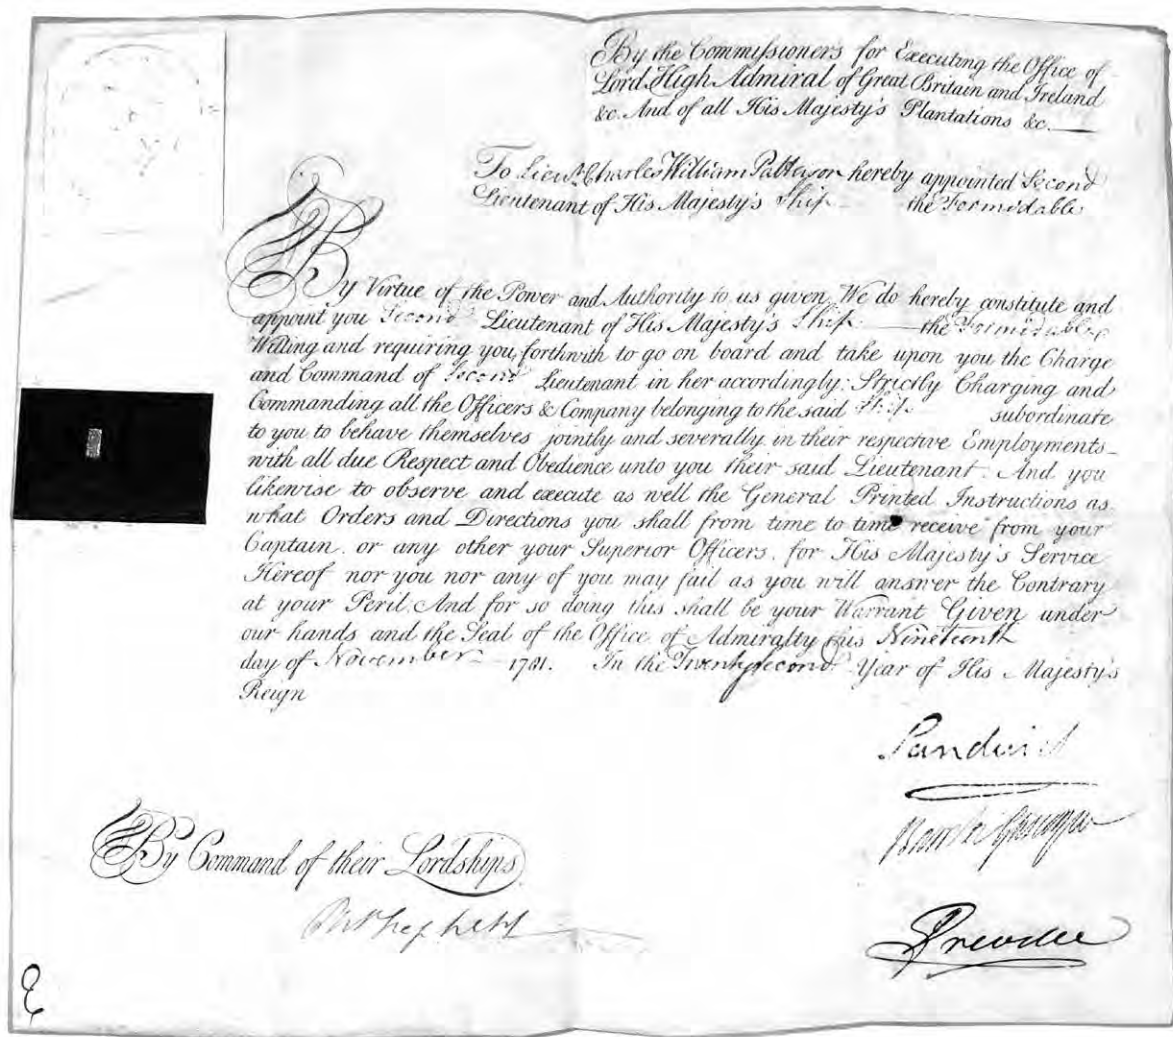 By the Commissioners for Executing the Office of
Lord High Admiral of Great Britain and Ireland
&c. And of all His Majesty's Plantations &c.
To Lieut. Charles William Patterson hereby appointed Second
Lieutenant of His Majesty's Ship the Formidable
By Virtue of the Power and Authority to us given We do hereby constitute and
appoint you Second Lieutenant of His Majesty's Ship the Formidable
Willing and requiring you forthwith to go on board and take upon you the Charge
and Command of Second Lieutenant in her accordingly; Strictly Charging and
Commanding all the Officers & Company belonging to the said Ship subordinate
to you to behave themselves jointly and severally in their respective Employments
with all due Respect and Obedience unto you their said Lieutenant. And you
likewise to observe and execute as well the General Printed Instructions as
what Orders and Directions you shall from time to time receive from your
Captain or any other your Superior Officers for His Majesty's Service
Hereof nor you nor any of you may fail as you will answer the Contrary
at your Peril. And for so doing this shall be your Warrant Given under
our hands and the Seal of the Office of Admiralty this Nineteenth
day of November 1781. In the Twenty second Year of His Majesty's
Reign
Sandwich
By Command of their Lordships